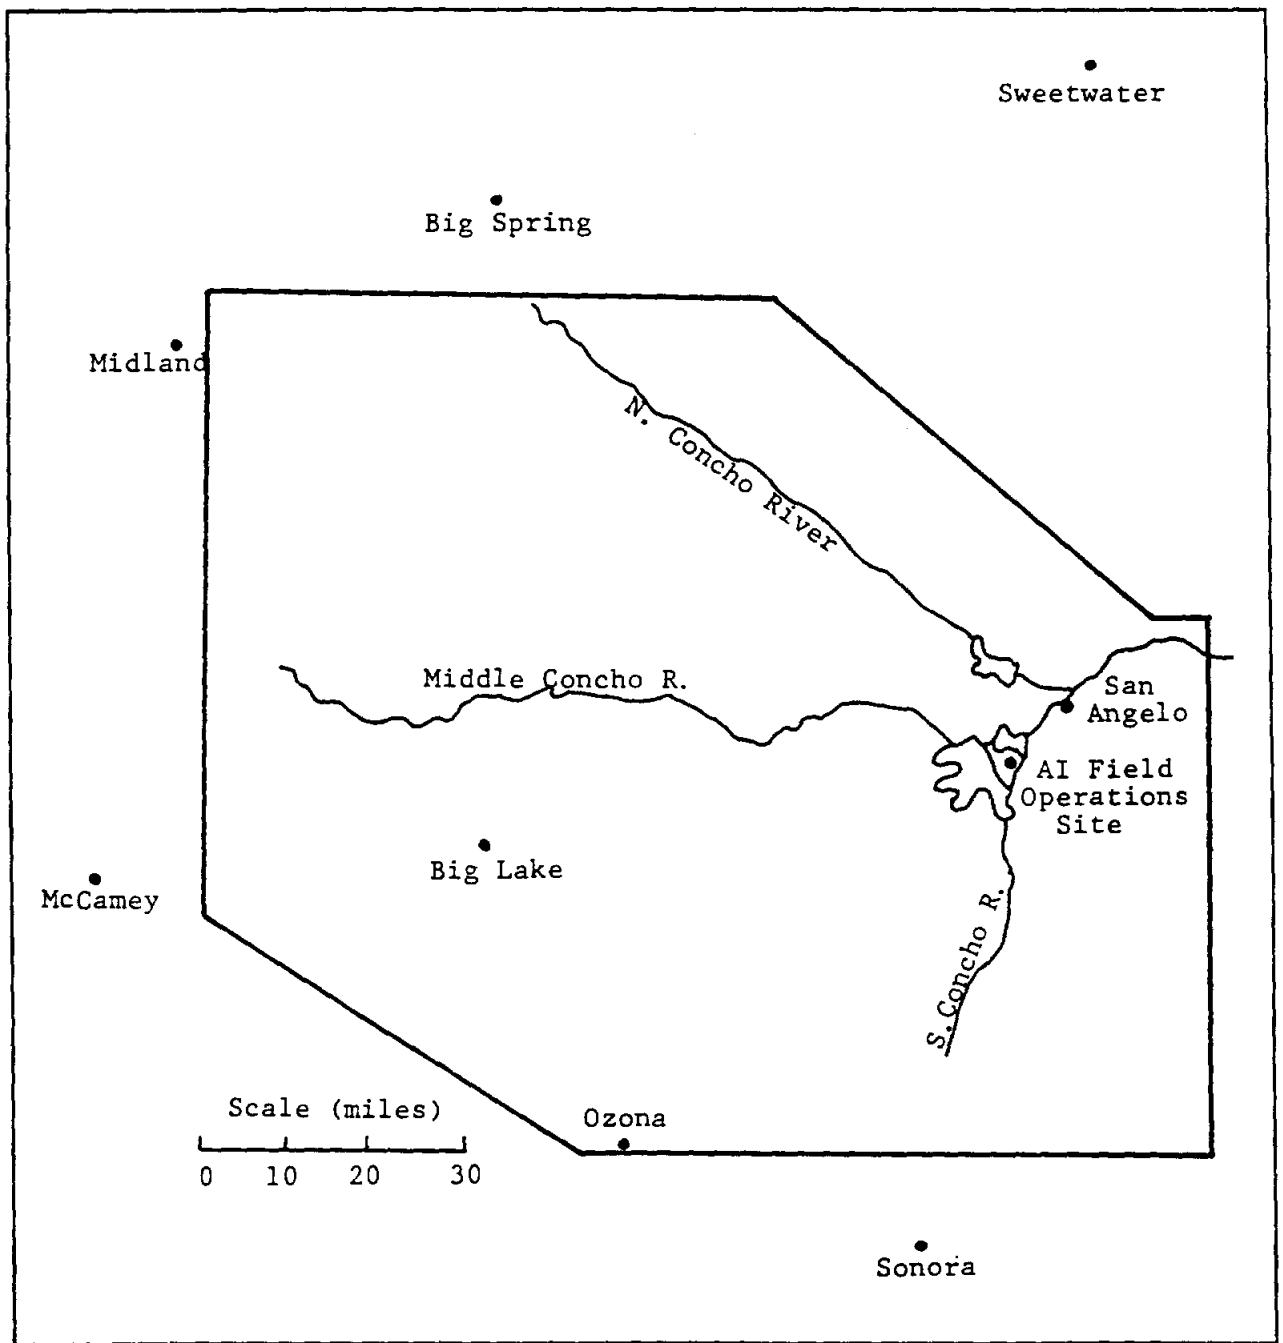 Sweetwater
Big Spring
Midland
N. Concho River
Middle Concho R.
San
Angelo
AI Field
Operations
Site
Big Lake
McCamey
S. Concho R.
Scale (miles)
0 10 20 30
Ozona
Sonora